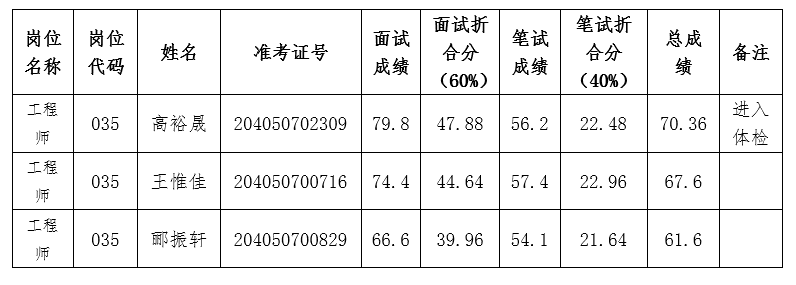 岗位名称 岗位代码 姓名 准考证号 面试成绩 面试折合分（60%） 笔试成绩 笔试折合分（40%） 总成绩 备注
工程师 035 高裕晟 204050702309 79.8 47.88 56.2 22.48 70.36 进入体检
工程师 035 王惟佳 204050700716 74.4 44.64 57.4 22.96 67.6
工程师 035 郦振轩 204050700829 66.6 39.96 54.1 21.64 61.6